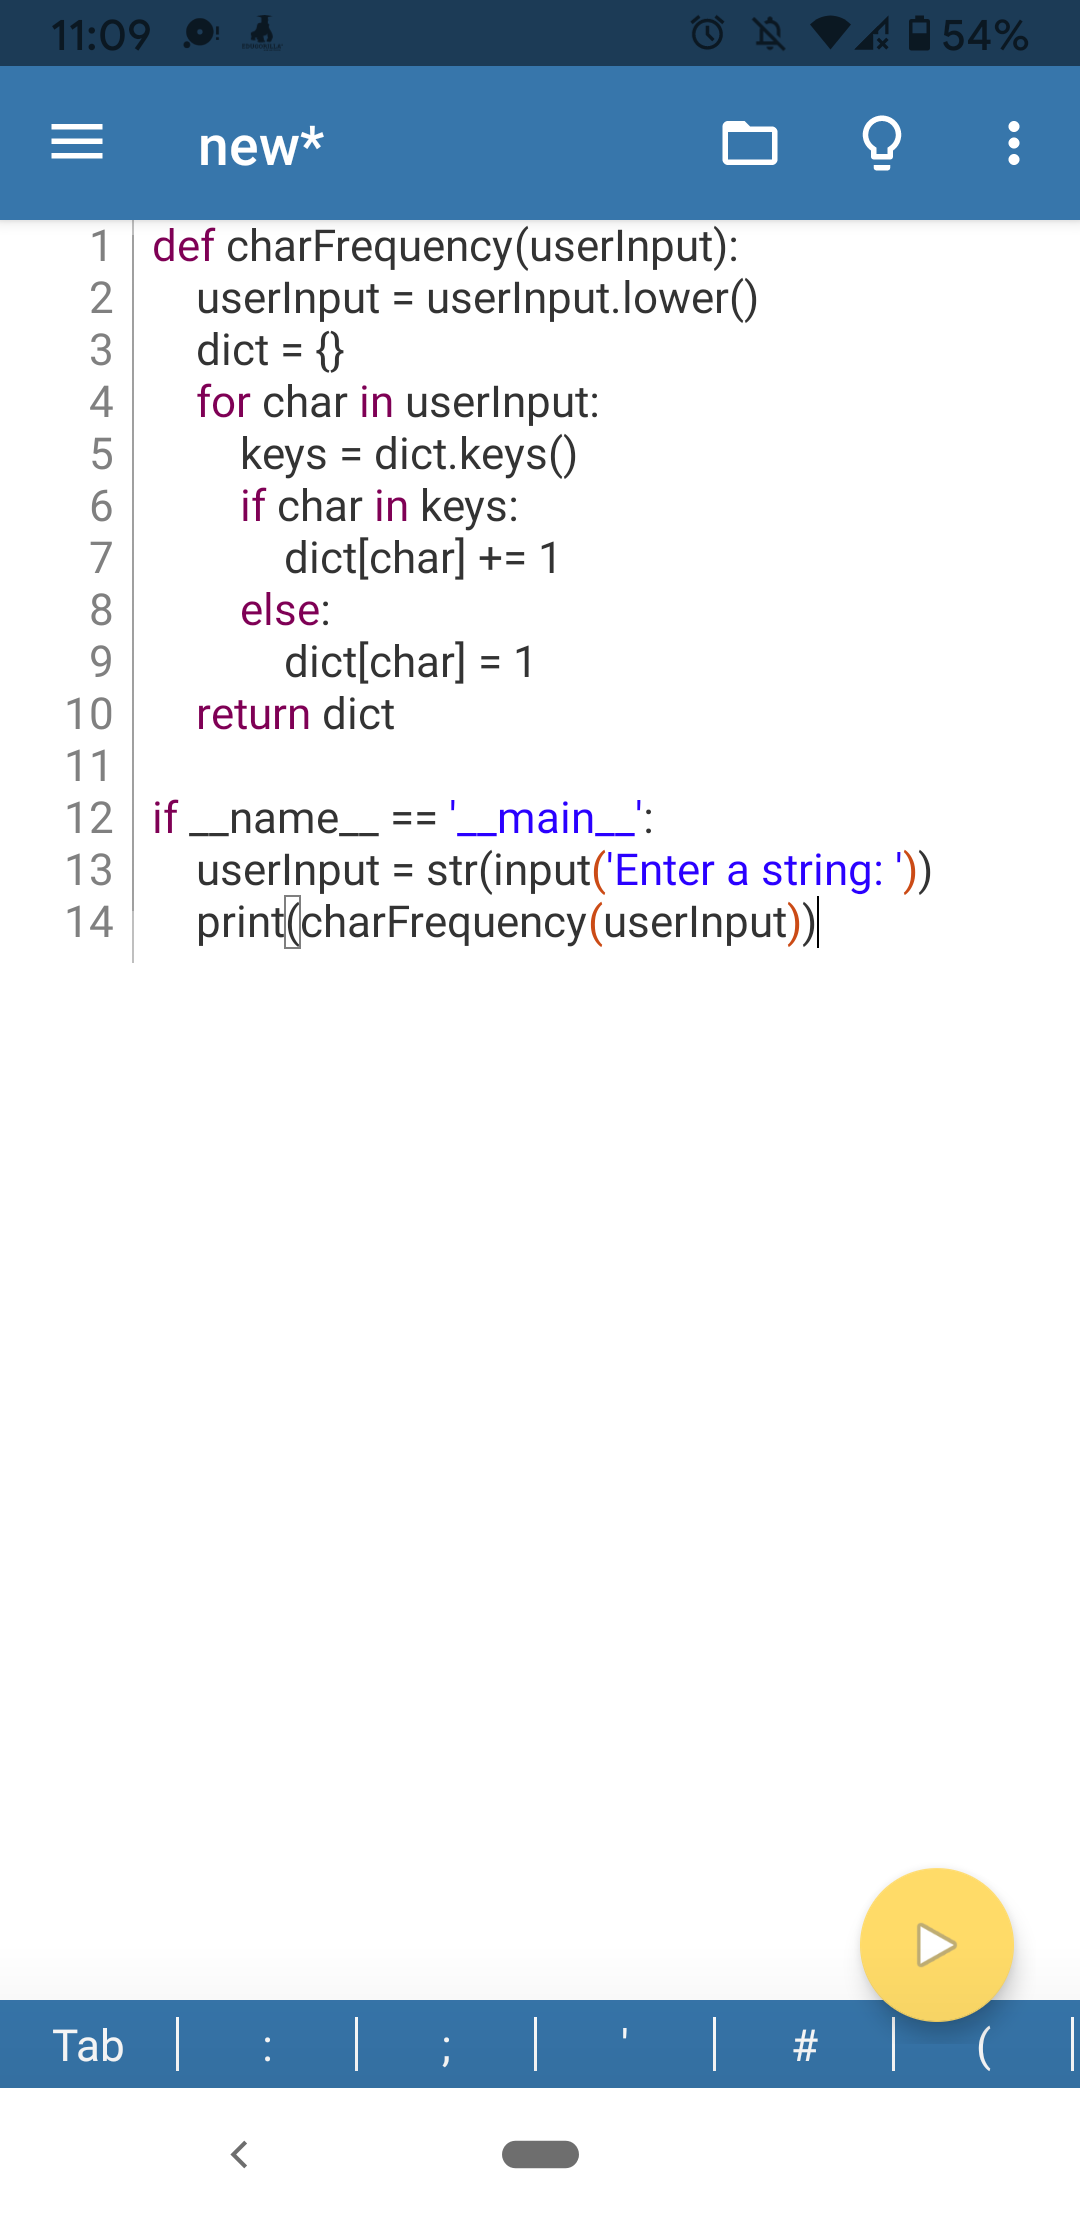 11:09 54%
new*
1 def charFrequency(userInput):
2 userInput = userInput.lower()
3 dict = {}
4 for char in userInput:
5 keys = dict.keys()
6 if char in keys:
7 dict[char] += 1
8 else:
9 dict[char] = 1
10 return dict
11
12 if __name__ == '__main__':
13 userInput = str(input('Enter a string: '))
14 print(charFrequency(userInput))
Tab : ; ' # (